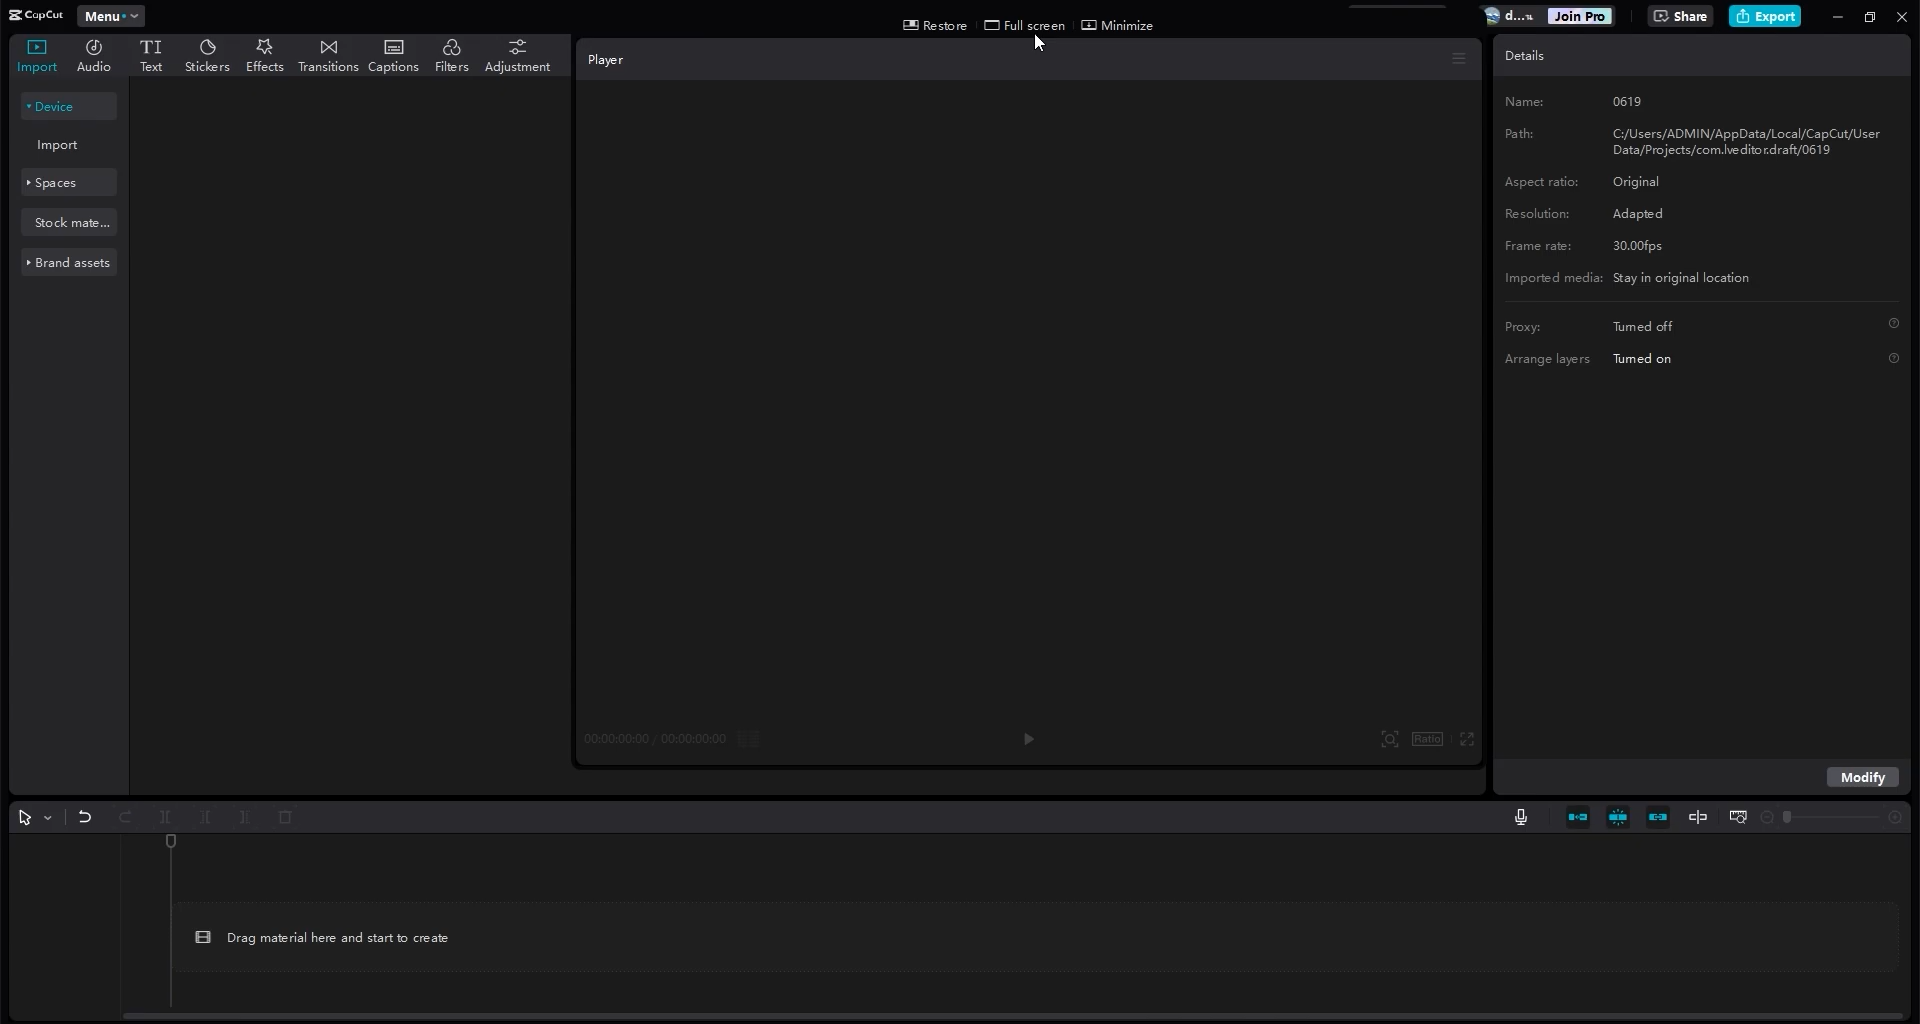 CapCut
Menu
Restore
Full screen
Minimize
Join Pro
Share
Export
Import
Audio
TI
Text
Stickers
Effects
Transitions
Captions
Filters
Adjustment
Device
Import
Spaces
Stock mate...
Brand assets
Player
00:00:00:00 / 00:00:00:00
Ratio
Details
Name: 0619
Path: C:/Users/ADMIN/AppData/Local/CapCut/User
Data/Projects/com.lveditor.draft/0619
Aspect ratio: Original
Resolution: Adapted
Frame rate: 30.00fps
Imported media: Stay in original location
Proxy: Turned off
Arrange layers Turned on
Modify
Drag material here and start to create